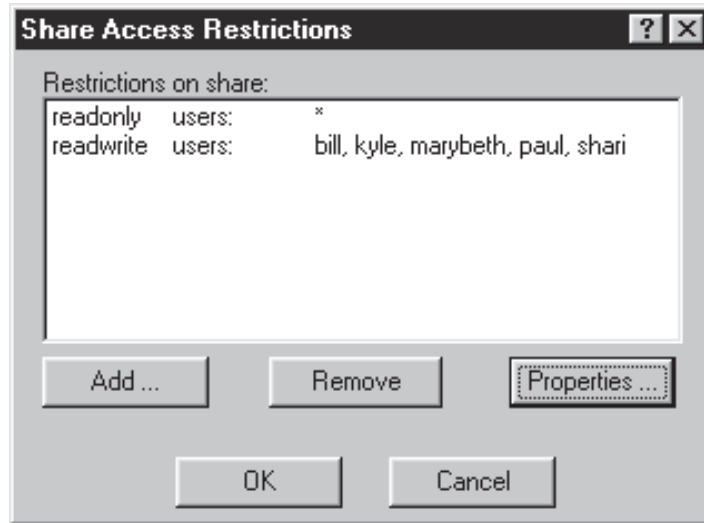 Share Access Restrictions ? X
Restrictions on share:
readonly users: *
readwrite users: bill, kyle, marybeth, paul, shari
Add ... Remove Properties ...
OK Cancel